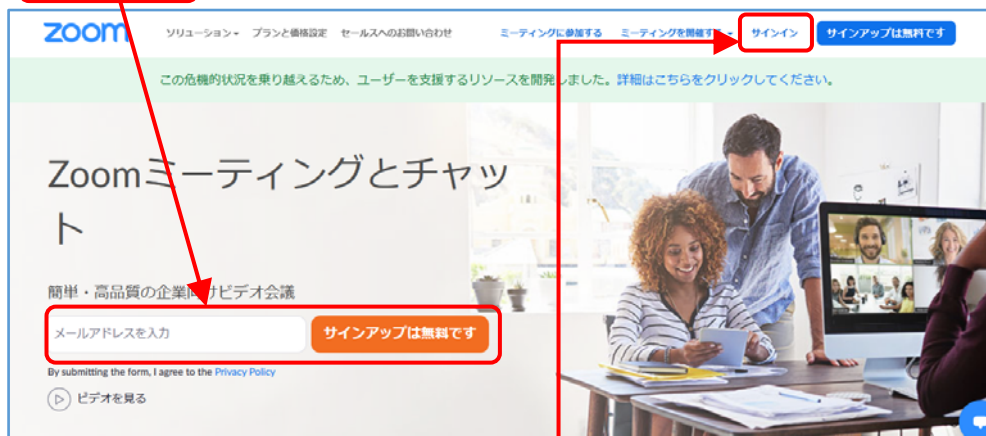 zoom ソリューション プランと価格設定 セールスへのお問い合わせ ミーティングに参加する ミーティングを開催する サインイン サインアップは無料です
この危機的状況を乗り越えるため、ユーザーを支援するリソースを開発しました。詳細はこちらをクリックしてください。
Zoomミーティングとチャッ
ト
簡単・高品質の企業向けビデオ会議
メールアドレスを入力 サインアップは無料です
By submitting the form, I agree to the Privacy Policy
ビデオを見る